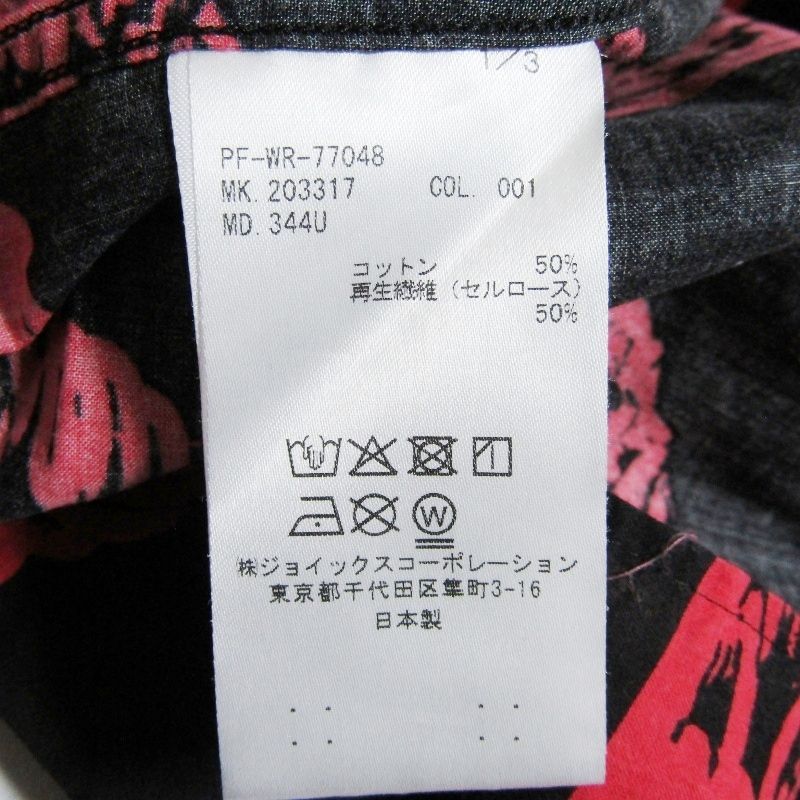 1/3
PF-WR-77048
MK. 203317 COL. 001
MD. 344U
コットン 50%
再生繊維 (セルロース)
50%
W
㈱ジョイックスコーポレーション
東京都千代田区隼町3-16
日本製